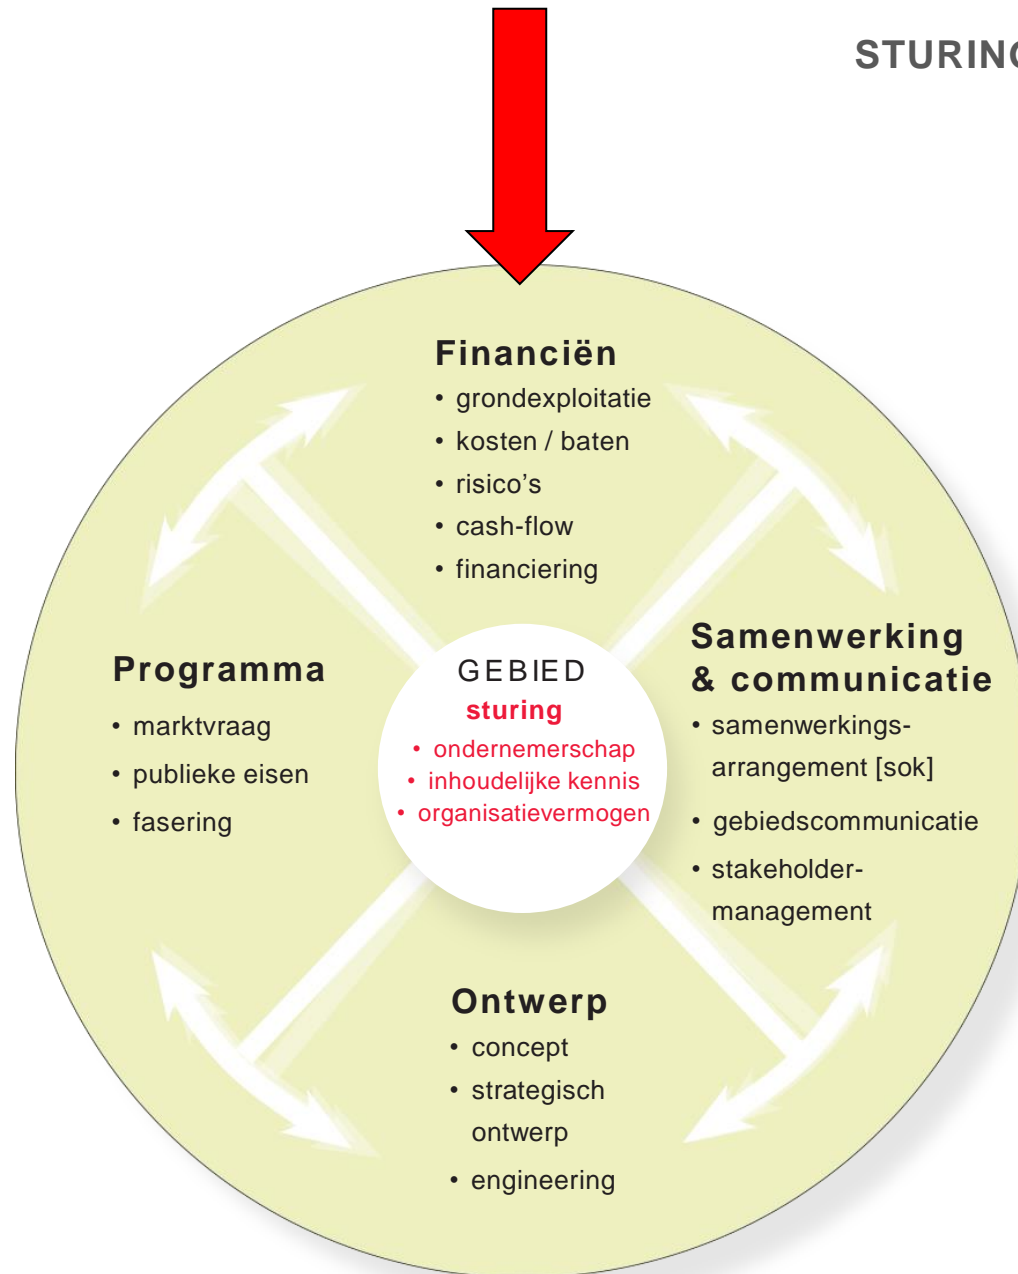 STURING
Financiën
• grondexploitatie
• kosten / baten
• risico's
• cash-flow
• financiering
Programma
• marktvraag
• publieke eisen
• fasering
GEBIED
sturing
• ondernemerschap
• inhoudelijke kennis
• organisatievermogen
Samenwerking
& communicatie
• samenwerkings-
arrangement [sok]
• gebiedscommunicatie
• stakeholder-
management
Ontwerp
• concept
• strategisch
ontwerp
• engineering